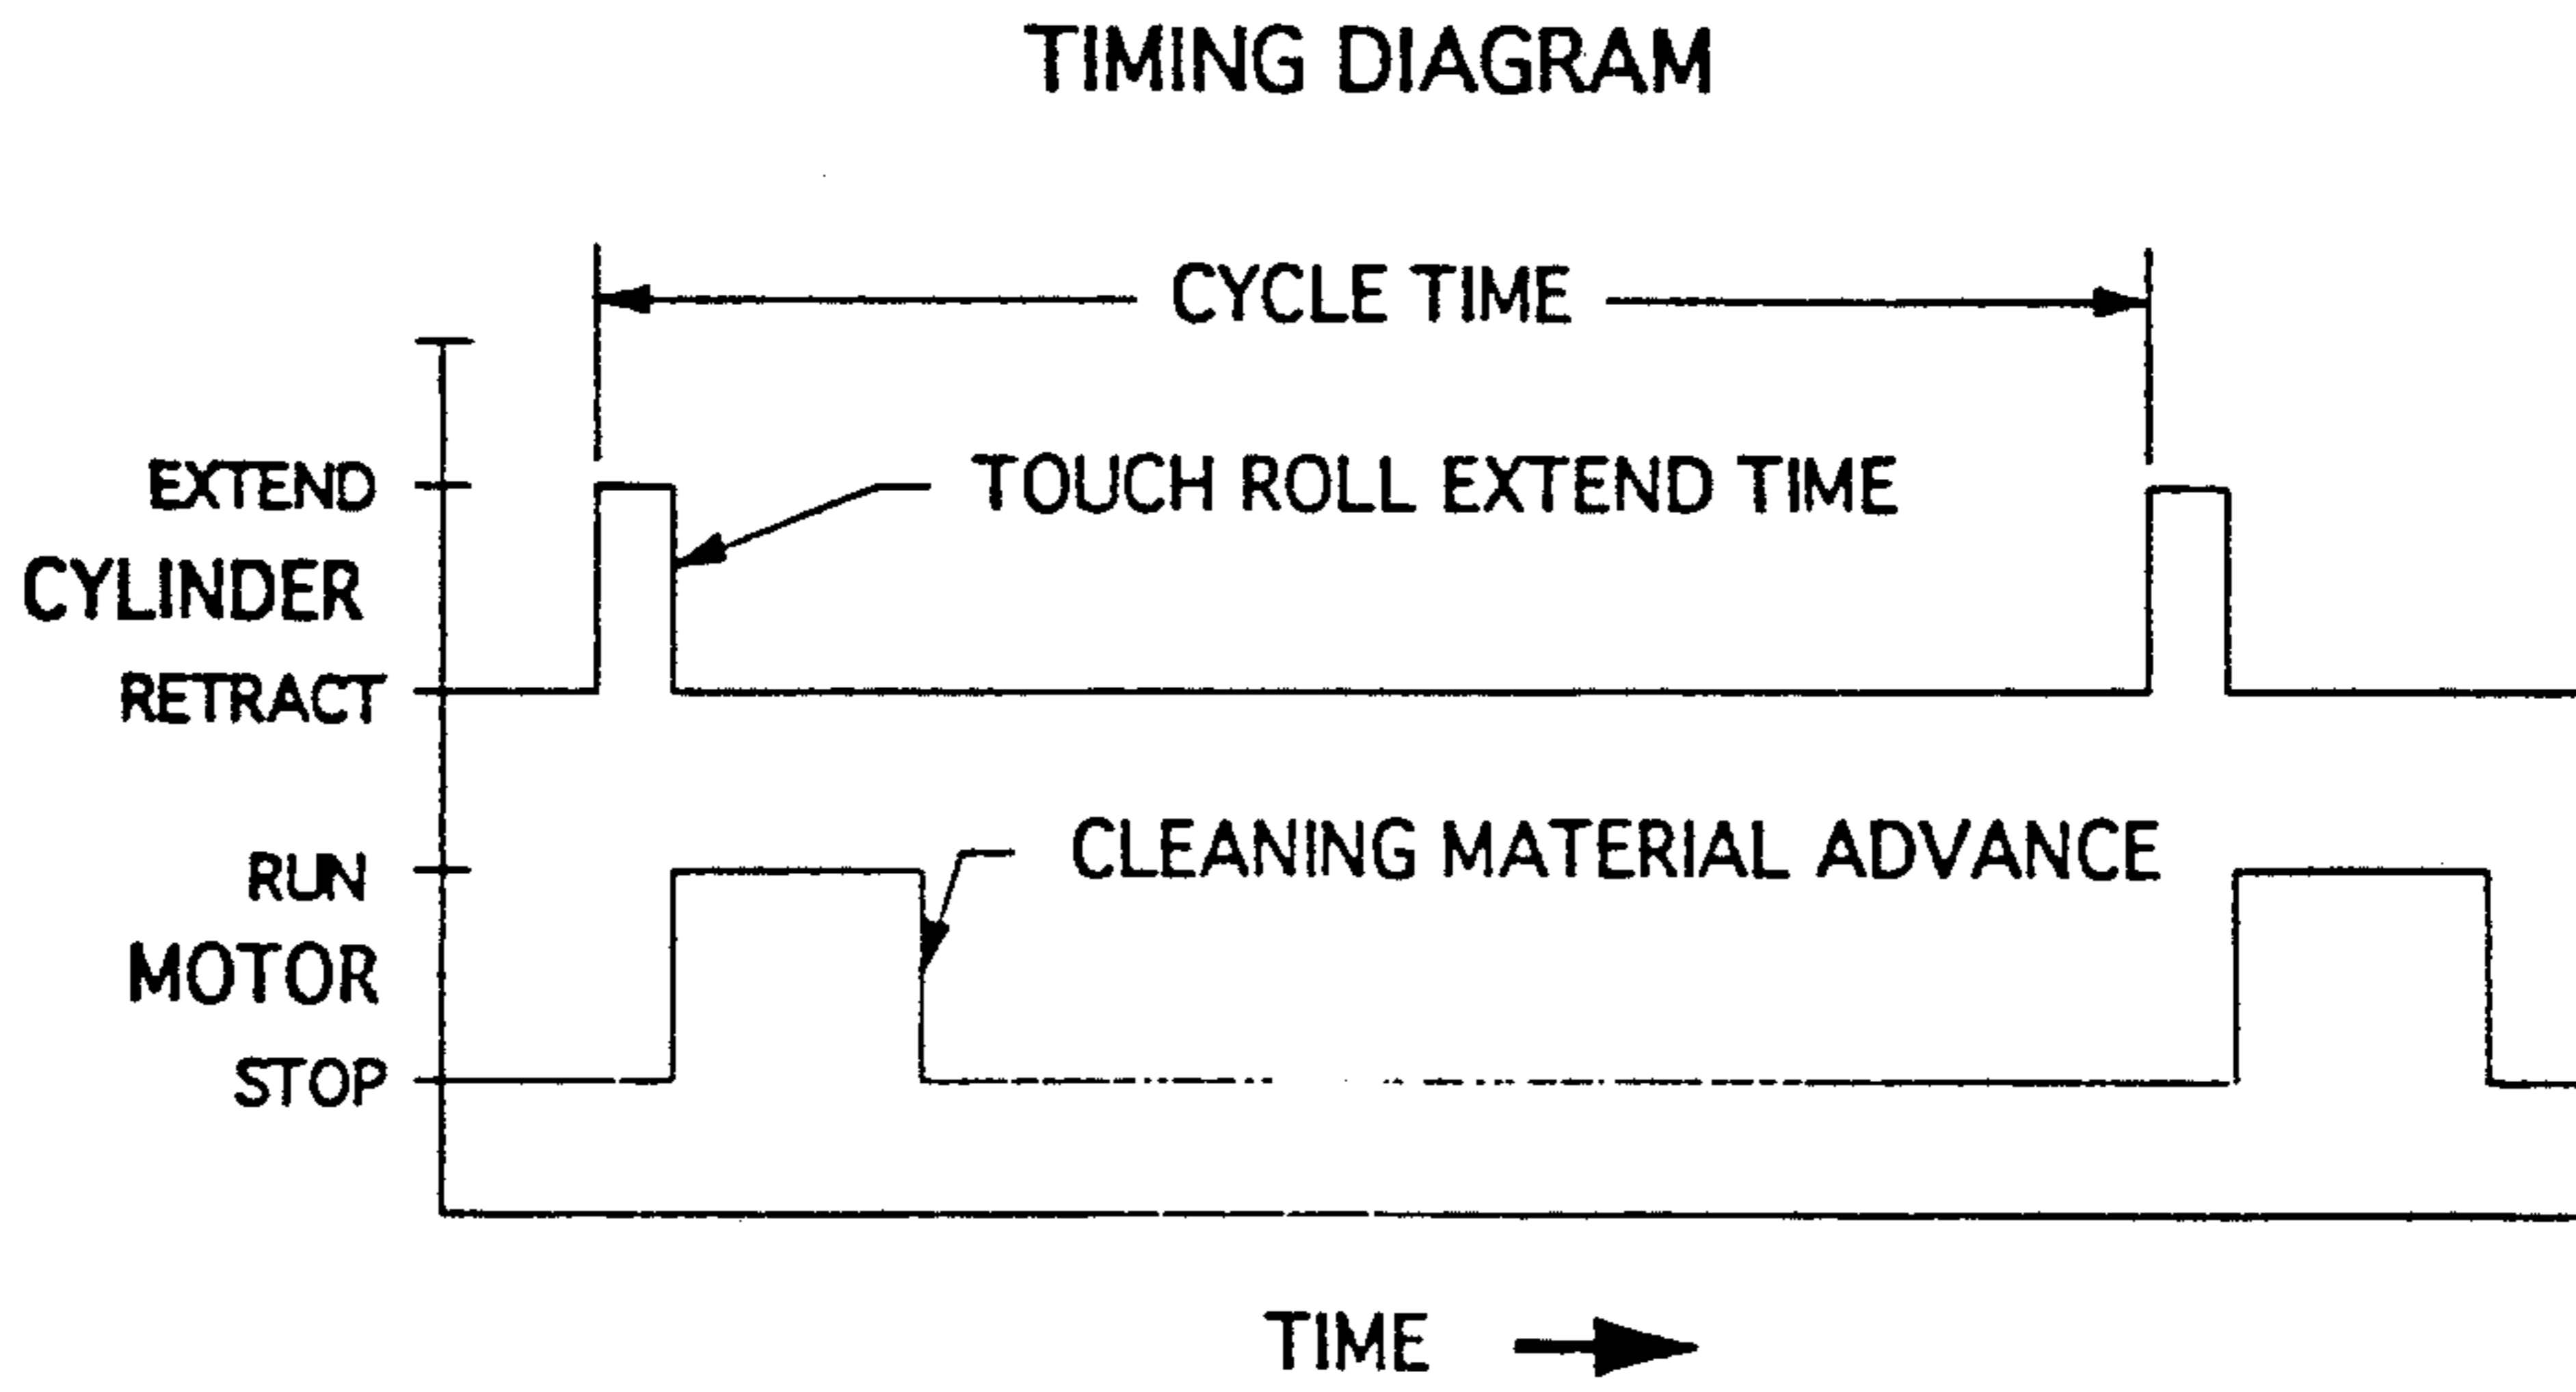 TIMING DIAGRAM
CYCLE TIME
EXTEND
TOUCH ROLL EXTEND TIME
CYLINDER
RETRACT
RUN
CLEANING MATERIAL ADVANCE
MOTOR
STOP
TIME